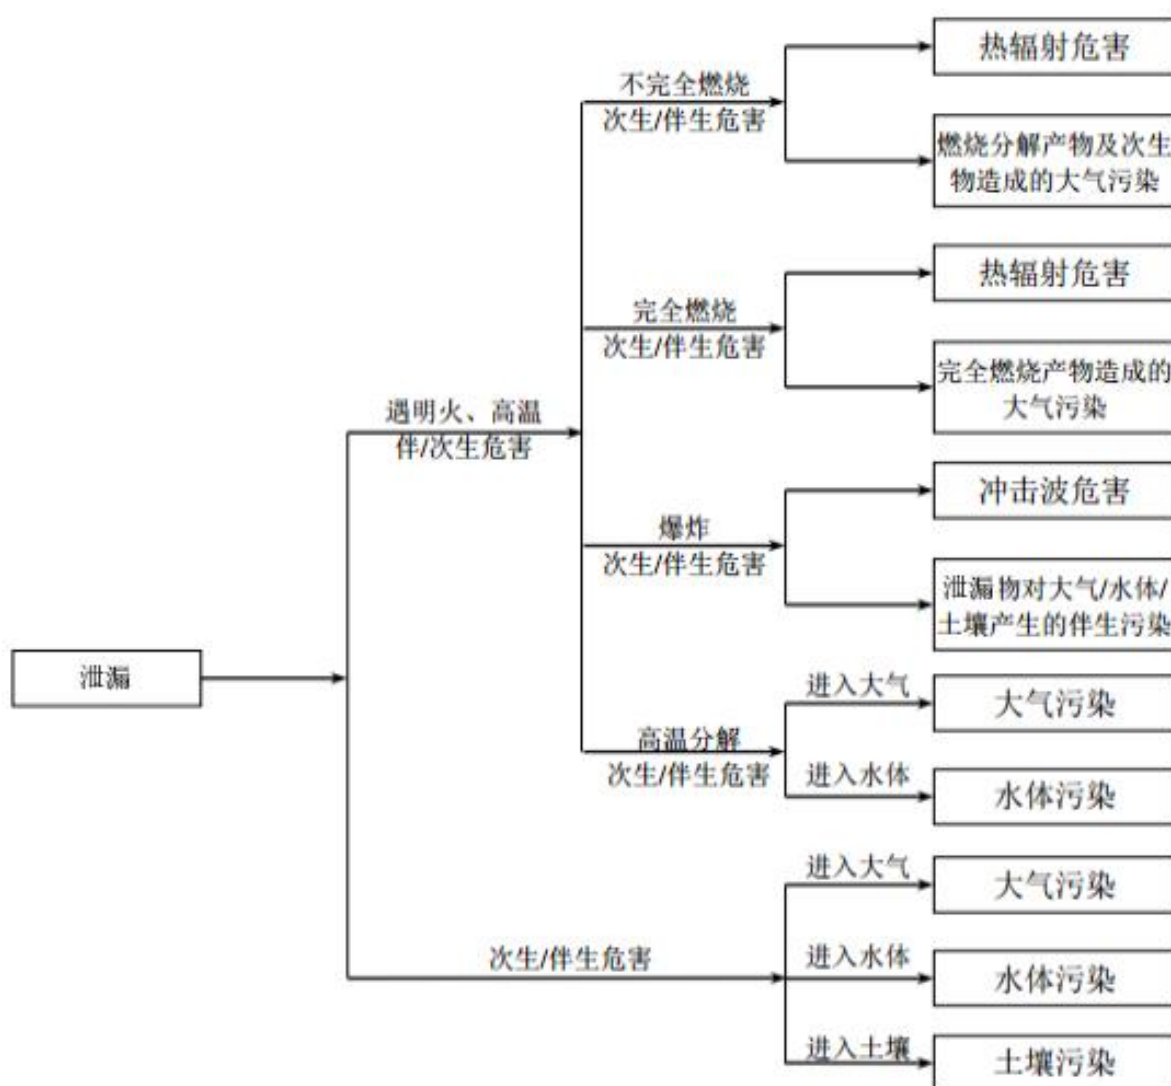 热辐射危害
不完全燃烧
次生/伴生危害
燃烧分解产物及次生
物造成的大气污染
热辐射危害
完全燃烧
次生/伴生危害
完全燃烧产物造成的
大气污染
遇明火、高温
伴/次生危害
冲击波危害
爆炸
次生/伴生危害
泄漏物对大气/水体/
土壤产生的伴生污染
泄漏
进入大气
大气污染
高温分解
次生/伴生危害
进入水体
水体污染
进入大气
大气污染
次生/伴生危害
进入水体
水体污染
进入土壤
土壤污染